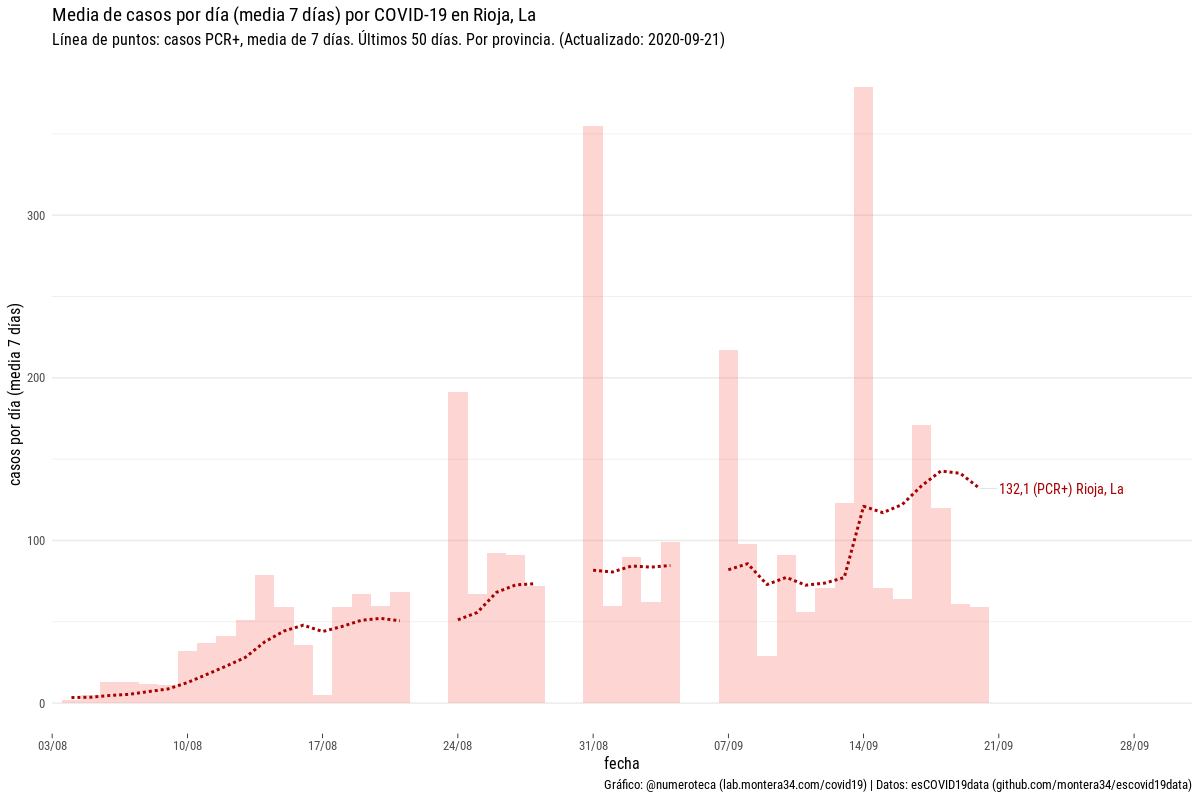 Media de casos por día (media 7 días) por COVID-19 en Rioja, La
Línea de puntos: casos PCR+, media de 7 días. Últimos 50 días. Por provincia. (Actualizado: 2020-09-21)
casos por día (media 7 días)
300
200
100
0
132,1 (PCR+) Rioja, La
03/08 10/08 17/08 24/08 31/08 07/09 14/09 21/09 28/09
fecha
Gráfico: @numeroteca (lab.montera34.com/covid19) | Datos: esCOVID19data (github.com/montera34/escovid19data)